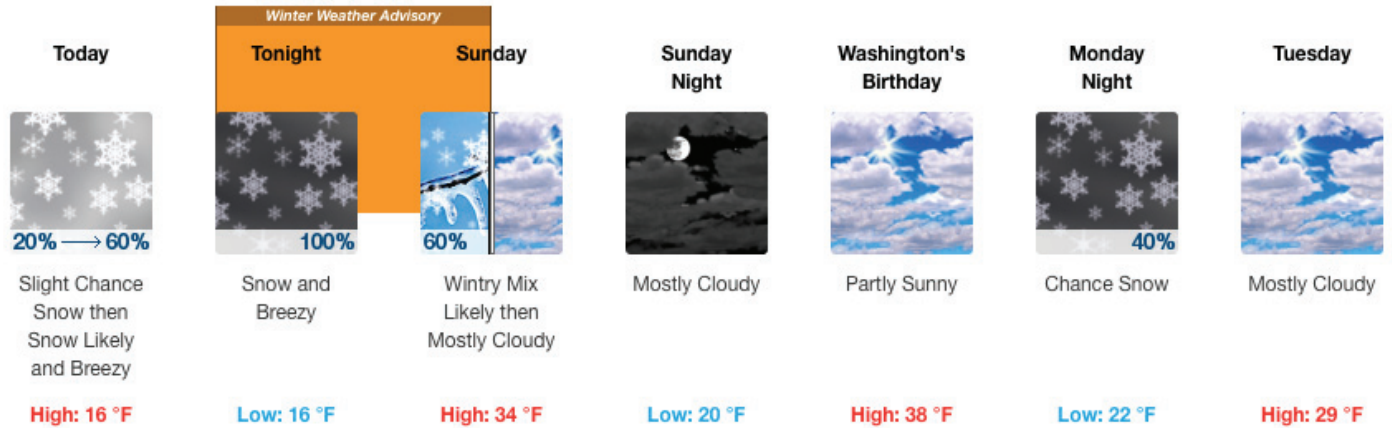 Winter Weather Advisory
Today
Tonight
Sunday
Sunday
Night
Washington's
Birthday
Monday
Night
Tuesday
20% → 60%
100%
60%
40%
Slight Chance
Snow then
Snow Likely
and Breezy
Snow and
Breezy
Wintry Mix
Likely then
Mostly Cloudy
Mostly Cloudy
Partly Sunny
Chance Snow
Mostly Cloudy
High: 16 °F
Low: 16 °F
High: 34 °F
Low: 20 °F
High: 38 °F
Low: 22 °F
High: 29 °F